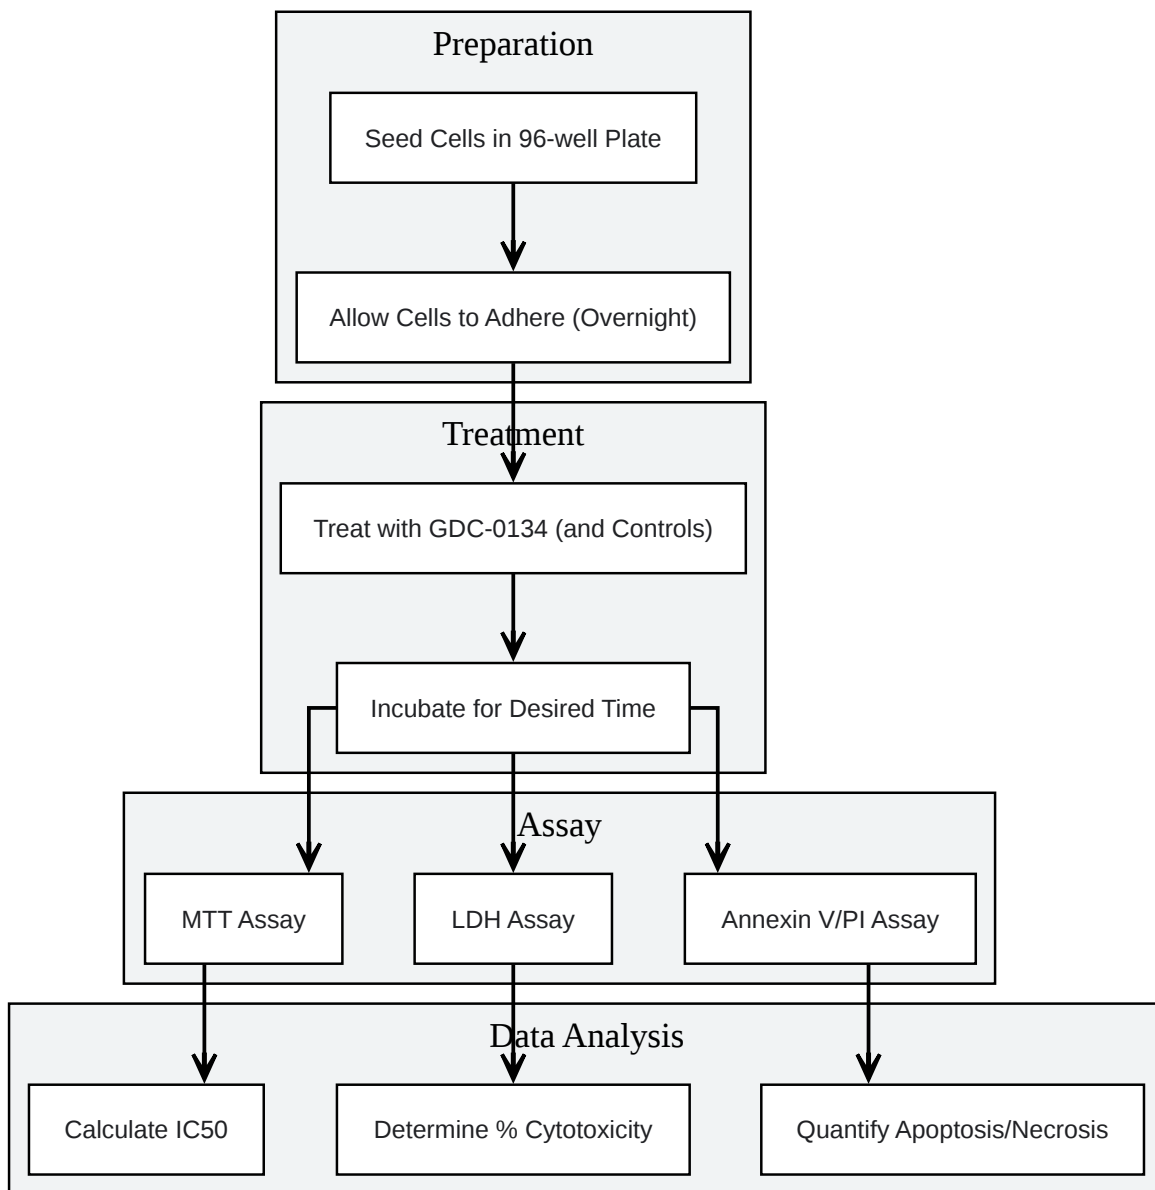 Preparation
Seed Cells in 96-well Plate
Allow Cells to Adhere (Overnight)
Treatment
Treat with GDC-0134 (and Controls)
Incubate for Desired Time
Assay
MTT Assay
LDH Assay
Annexin V/PI Assay
Data Analysis
Calculate IC50
Determine % Cytotoxicity
Quantify Apoptosis/Necrosis